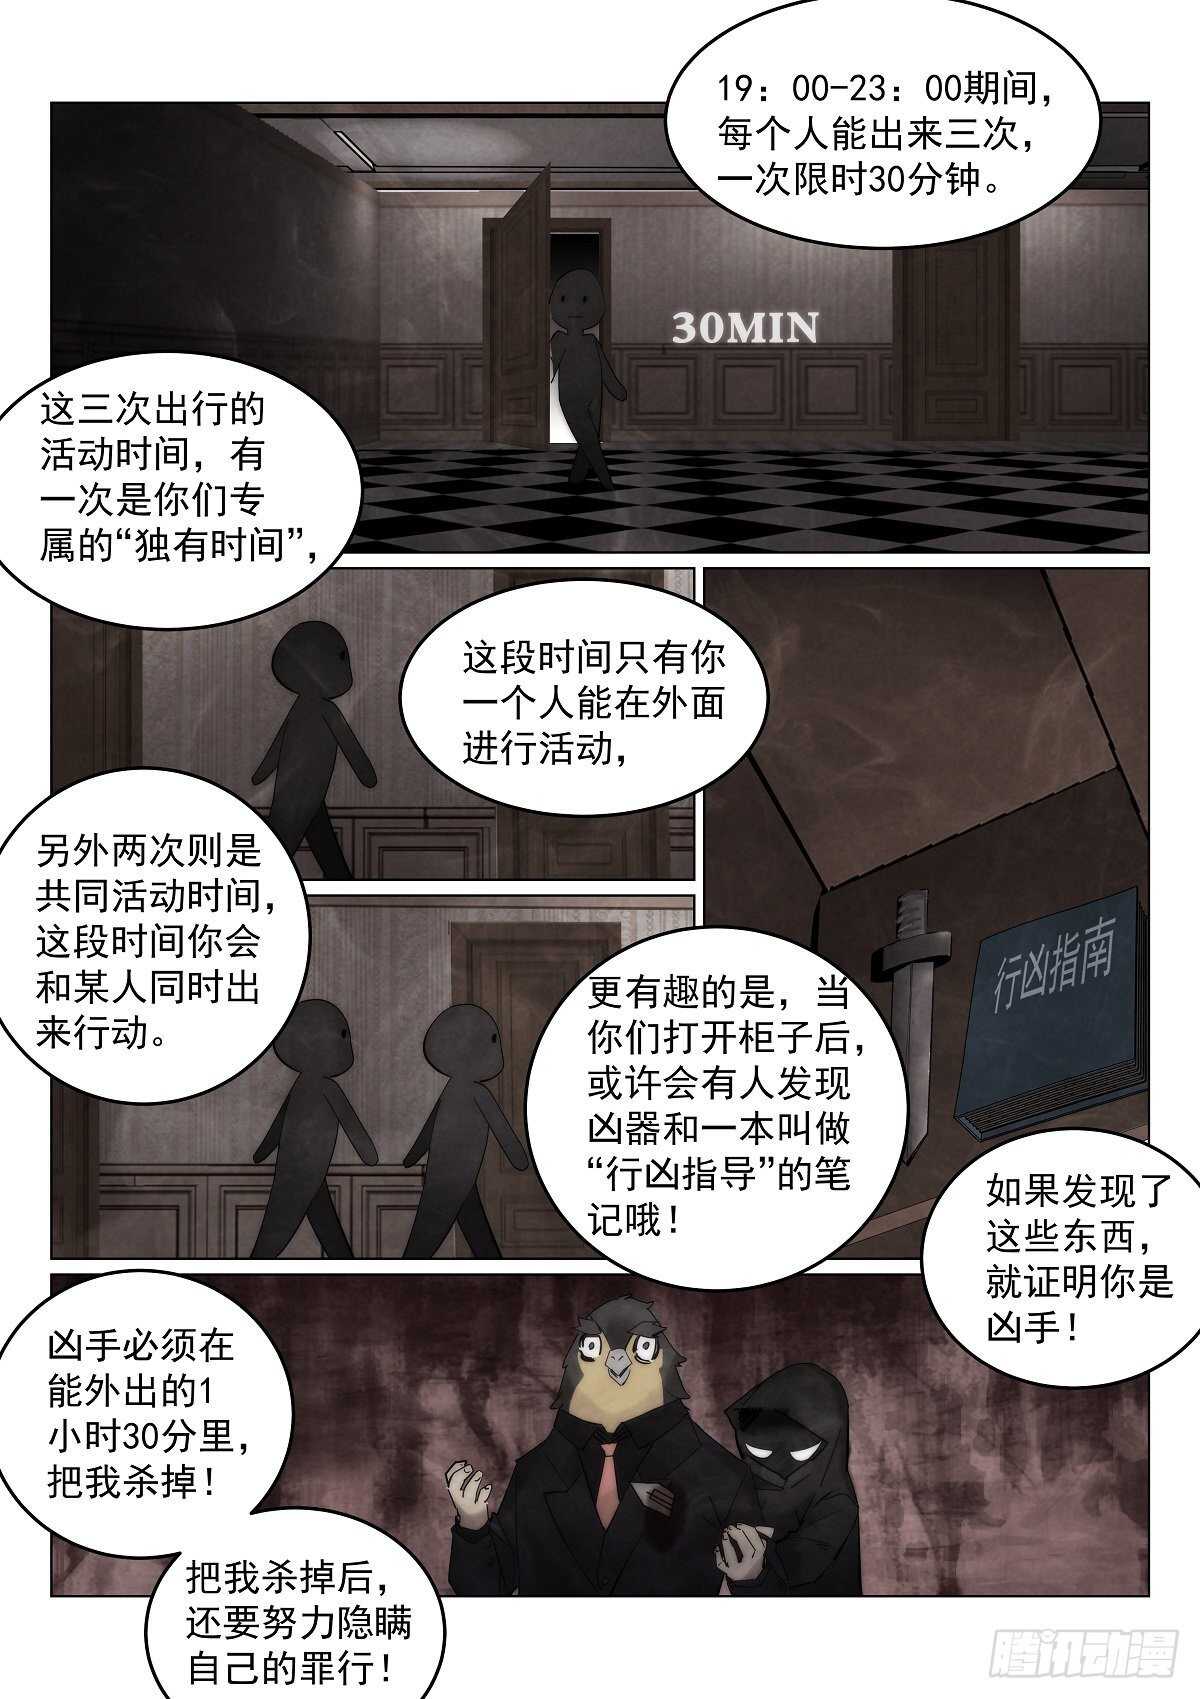 19：00-23：00期间，
每个人能出来三次，
一次限时30分钟。
30MIN
这三次出行的
活动时间，有
一次是你们专
属的“独有时间”，
这段时间只有你
一个人能在外面
进行活动，
另外两次则是
共同活动时间，
这段时间你会
和某人同时出
来行动。
更有趣的是，当
你们打开柜子后，
或许会有人发现
凶器和一本叫做
“行凶指导”的笔
记哦！
行凶指南
如果发现了
这些东西，
就证明你是
凶手！
凶手必须在
能外出的1
小时30分里，
把我杀掉！
把我杀掉后，
还要努力隐瞒
自己的罪行！
腾讯动漫